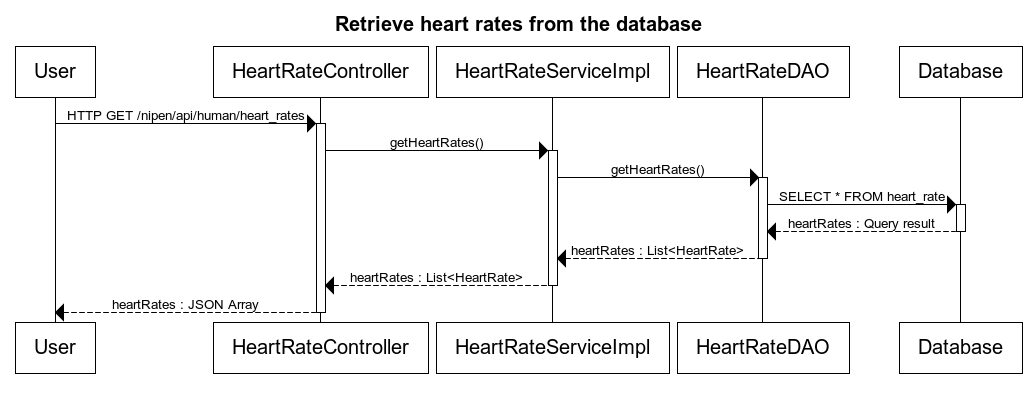 Retrieve heart rates from the database
User
HeartRateController
HeartRateServiceImpl
HeartRateDAO
Database
HTTP GET /nipen/api/human/heart_rates
getHeartRates()
getHeartRates()
SELECT * FROM heart_rate
heartRates : Query result
heartRates : List<HeartRate>
heartRates : List<HeartRate>
heartRates : JSON Array
User
HeartRateController
HeartRateServiceImpl
HeartRateDAO
Database